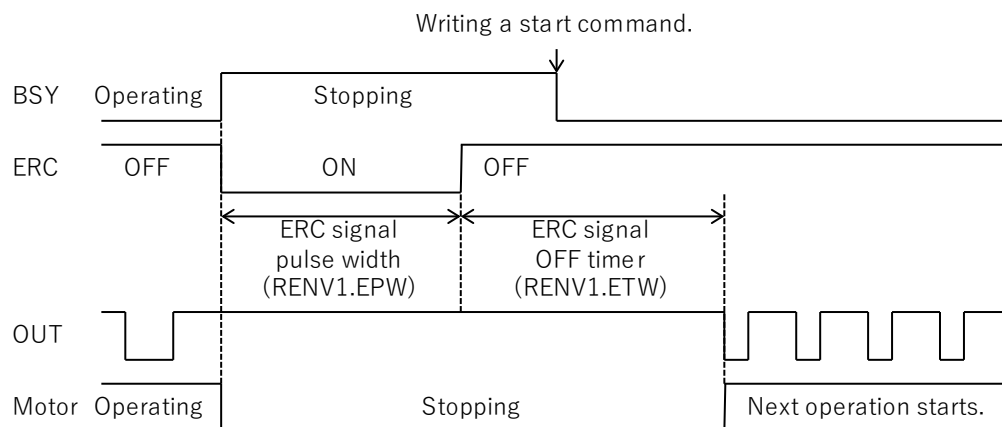 Writing a start command.
BSY Operating Stopping
ERC OFF ON OFF
ERC signal
pulse width
(RENV1.EPW)
ERC signal
OFF timer
(RENV1.ETW)
OUT
Motor Operating Stopping Next operation starts.